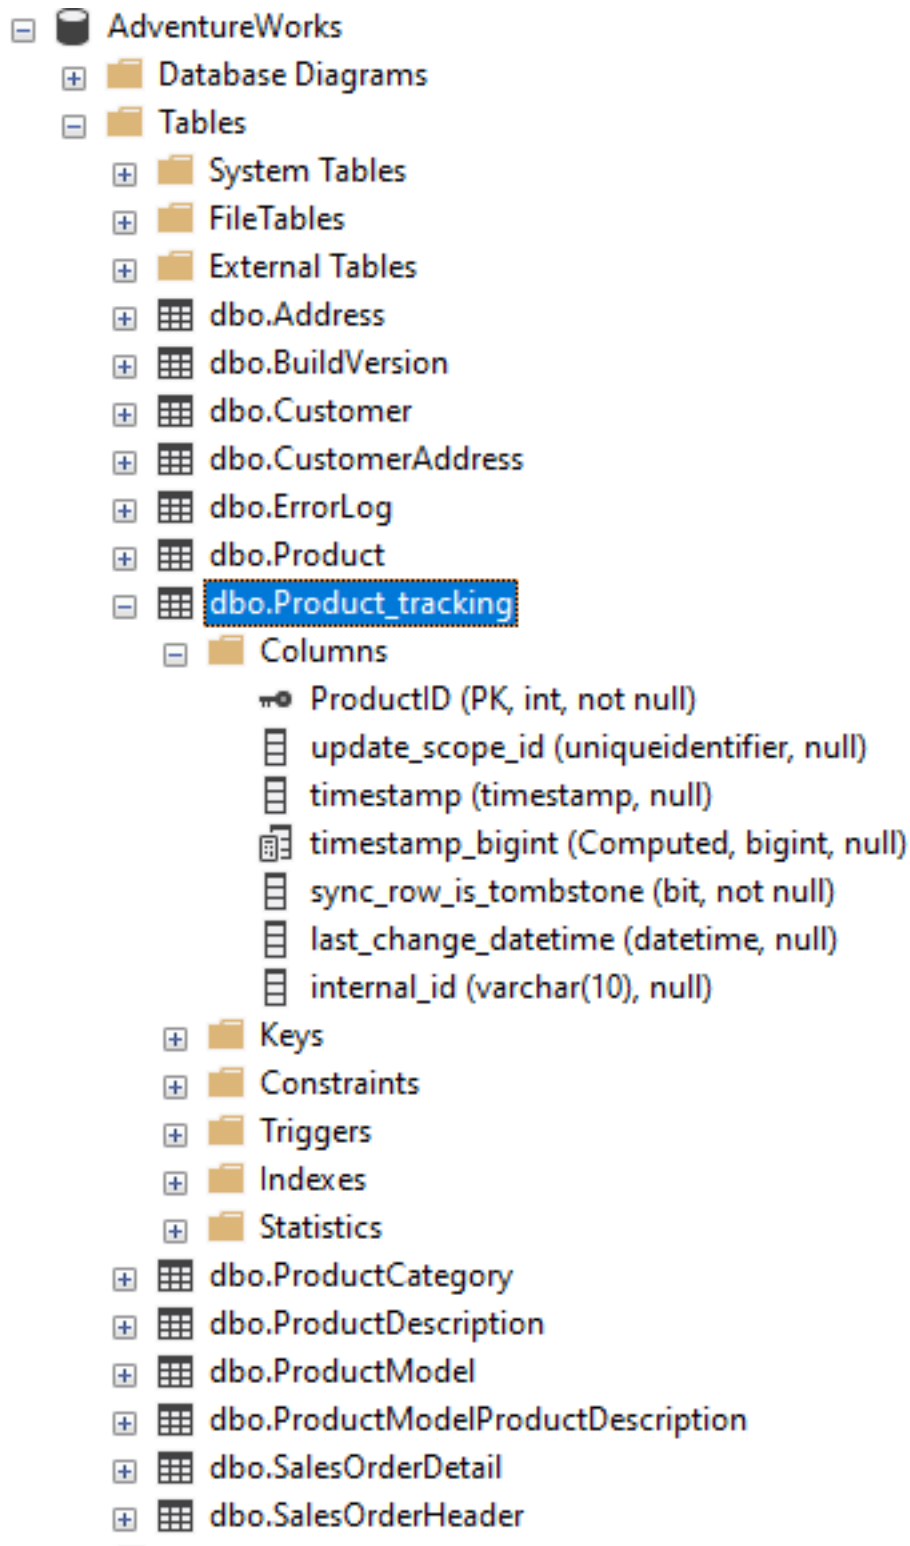 AdventureWorks
Database Diagrams
Tables
System Tables
FileTables
External Tables
dbo.Address
dbo.BuildVersion
dbo.Customer
dbo.CustomerAddress
dbo.ErrorLog
dbo.Product
dbo.Product_tracking
Columns
ProductID (PK, int, not null)
update_scope_id (uniqueidentifier, null)
timestamp (timestamp, null)
timestamp_bigint (Computed, bigint, null)
sync_row_is_tombstone (bit, not null)
last_change_datetime (datetime, null)
internal_id (varchar(10), null)
Keys
Constraints
Triggers
Indexes
Statistics
dbo.ProductCategory
dbo.ProductDescription
dbo.ProductModel
dbo.ProductModelProductDescription
dbo.SalesOrderDetail
dbo.SalesOrderHeader